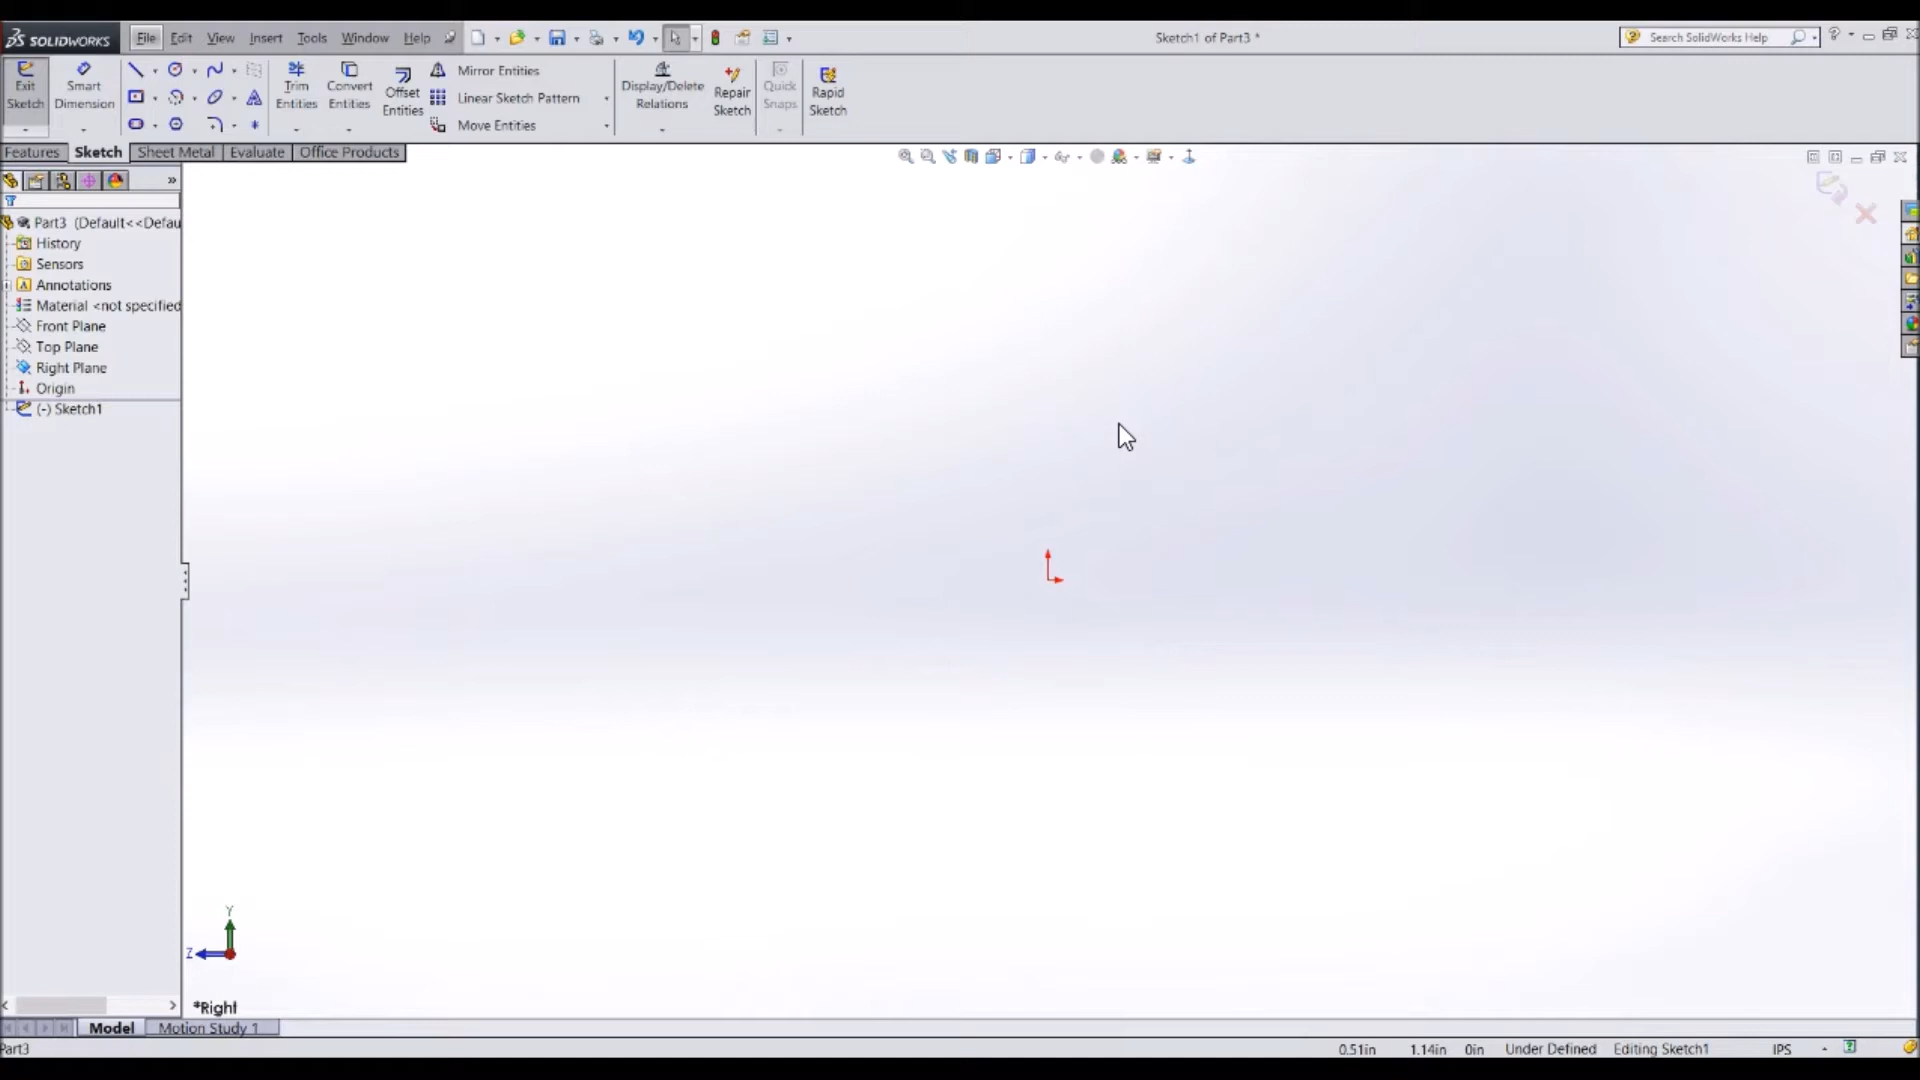 SOLIDWORKS File Edit View Insert Tools Window Help Sketch1 of Part3 * Search SolidWorks Help
Exit Sketch Smart Dimension Trim Entities Convert Entities Offset Entities Mirror Entities Display/Delete Relations Repair Sketch Quick Snaps Rapid Sketch
Linear Sketch Pattern
Move Entities
Features Sketch Sheet Metal Evaluate Office Products
Part3 (Default<<Defau
History
Sensors
Annotations
Material <not specified
Front Plane
Top Plane
Right Plane
Origin
(-) Sketch1
Y
Z
*Right
Model Motion Study 1
Part3 0.51in 1.14in 0in Under Defined Editing Sketch1 IPS